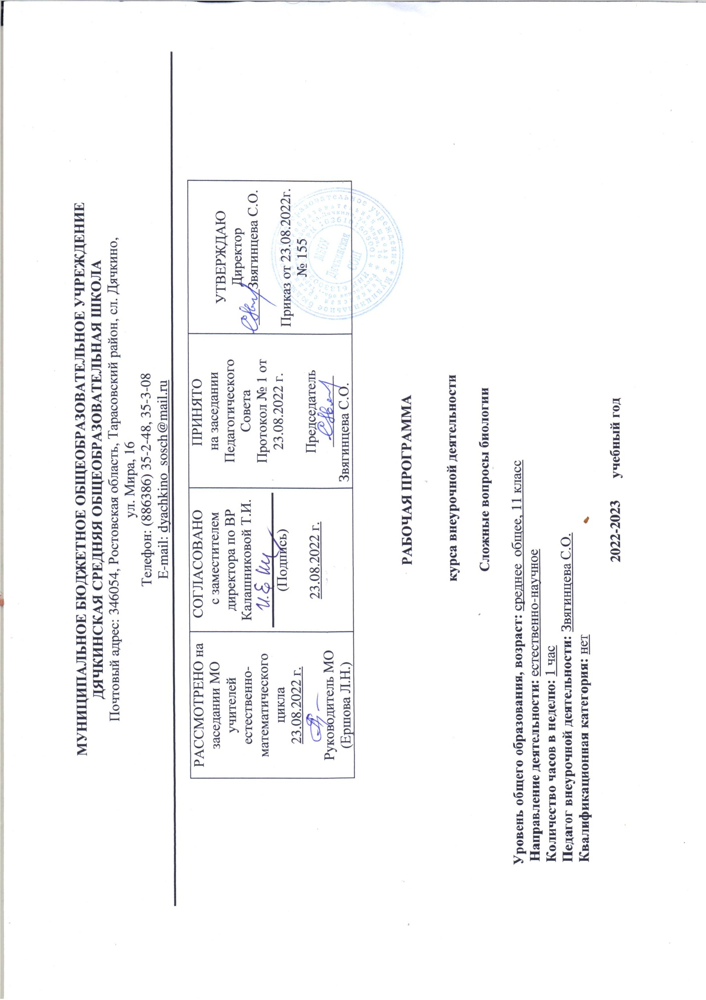 МУНИЦИПАЛЬНОЕ БЮДЖЕТНОЕ ОБЩЕОБРАЗОВАТЕЛЬНОЕ УЧРЕЖДЕНИЕ
ДЯЧКИНСКАЯ СРЕДНЯЯ ОБЩЕОБРАЗОВАТЕЛЬНАЯ ШКОЛА
Почтовый адрес: 346054, Ростовская область, Тарасовский район, сл. Дячкино,
ул. Мира, 16
Телефон: (886386) 35-2-48, 35-3-08
E-mail: dyachkino_sosch@mail.ru
РАССМОТРЕНО на
заседании МО
учителей
естественно-
математического
цикла
23.08.2022 г.
Руководитель МО
(Ершова Л.Н.)
СОГЛАСОВАНО
с заместителем
директора по ВР
Калашниковой Т.И.
(Подпись)
23.08.2022 г.
ПРИНЯТО
на заседании
Педагогического
Совета
Протокол № 1 от
23.08.2022 г.
Председатель
Звягинцева С.О.
УТВЕРЖДАЮ
Директор
Звягинцева С.О.
Приказ от 23.08.2022г.
№ 155
МБОУ
Дячкинская
СОШ
РАБОЧАЯ ПРОГРАММА
курса внеурочной деятельности
Сложные вопросы биологии
Уровень общего образования, возраст: среднее общее, 11 класс
Направление деятельности: естественно-научное
Количество часов в неделю: 1 час
Педагог внеурочной деятельности: Звягинцева С.О.
Квалификационная категория: нет
2022-2023 учебный год